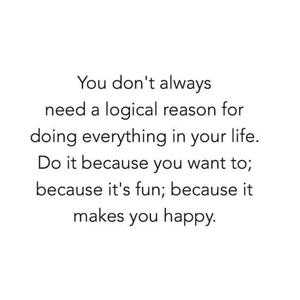 You don't always
need a logical reason for
doing everything in your life.
Do it because you want to;
because it's fun; because it
makes you happy.